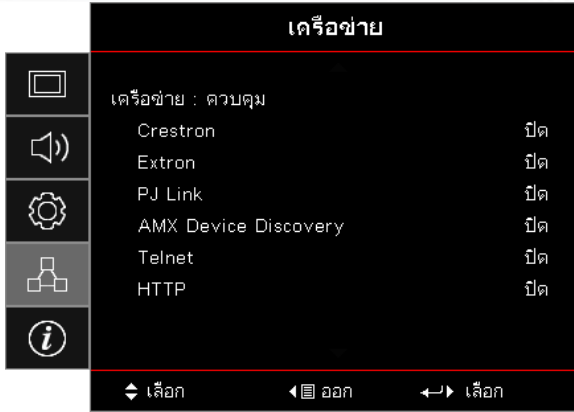 เครือข่าย
เครือข่าย : ควบคุม
Crestron ปิด
Extron ปิด
PJ Link ปิด
AMX Device Discovery ปิด
Telnet ปิด
HTTP ปิด
เลือก ออก เลือก